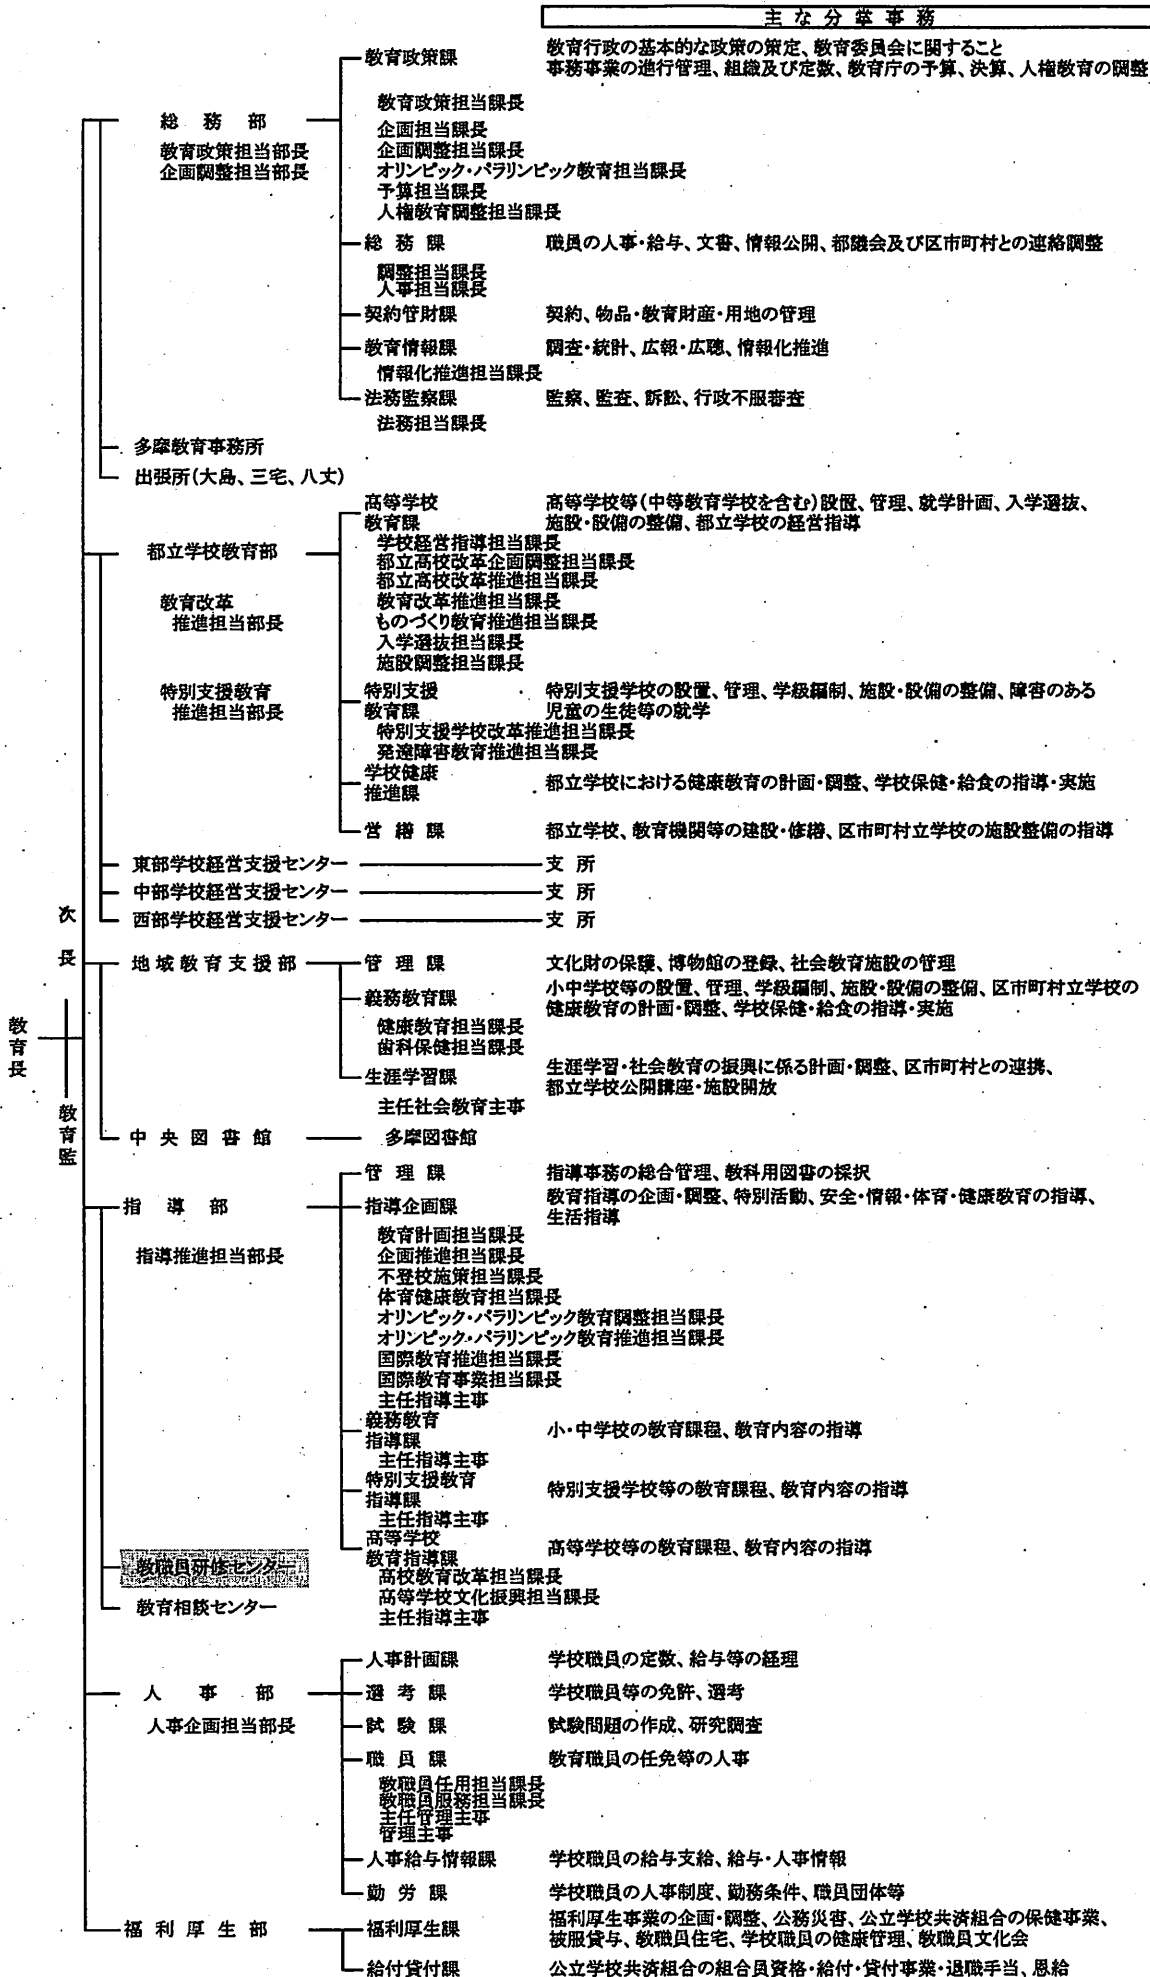 主な分掌事務
教育政策課
教育行政の基本的な政策の策定、教育委員会に関すること
事務事業の進行管理、組織及び定数、教育庁の予算、決算、人権教育の調整
教育政策担当課長
総務部
企画担当課長
教育政策担当部長
企画調整担当課長
企画調整担当部長
オリンピック・パラリンピック教育担当課長
予算担当課長
人権教育調整担当課長
総務課
職員の人事・給与、文書、情報公開、都議会及び区市町村との連絡調整
調整担当課長
人事担当課長
契約管財課
契約、物品・教育財産・用地の管理
教育情報課
調査・統計、広報・広聴、情報化推進
情報化推進担当課長
法務監察課
監察、監査、訴訟、行政不服審査
法務担当課長
多摩教育事務所
出張所(大島、三宅、八丈)
高等学校
教育課
高等学校等(中等教育学校を含む)設置、管理、就学計画、入学選抜、
施設・設備の整備、都立学校の経営指導
学校経営指導担当課長
都立学校教育部
都立高校改革企画調整担当課長
都立高校改革推進担当課長
教育改革
推進担当部長
教育改革推進担当課長
ものづくり教育推進担当課長
入学選抜担当課長
施設調整担当課長
特別支援教育
推進担当部長
特別支援
教育課
特別支援学校の設置、管理、学級編制、施設・設備の整備、障害のある
児童の生徒等の就学
特別支援学校改革推進担当課長
発達障害教育推進担当課長
学校健康
推進課
都立学校における健康教育の計画・調整、学校保健・給食の指導・実施
営繕課
都立学校、教育機関等の建設・修繕、区市町村立学校の施設整備の指導
東部学校経営支援センター
支所
中部学校経営支援センター
支所
西部学校経営支援センター
支所
次長
地域教育支援部
管理課
文化財の保護、博物館の登録、社会教育施設の管理
義務教育課
小中学校等の設置、管理、学級編制、施設・設備の整備、区市町村立学校の
健康教育の計画・調整、学校保健・給食の指導・実施
健康教育担当課長
歯科保健担当課長
教育長
生涯学習課
生涯学習・社会教育の振興に係る計画・調整、区市町村との連携、
都立学校公開講座・施設開放
主任社会教育主事
教育監
中央図書館
多摩図書館
管理課
指導事務の総合管理、教科用図書の採択
指導部
指導企画課
教育指導の企画・調整、特別活動、安全・情報・体育・健康教育の指導、
生活指導
教育計画担当課長
指導推進担当部長
企画推進担当課長
不登校施策担当課長
体育健康教育担当課長
オリンピック・パラリンピック教育調整担当課長
オリンピック・パラリンピック教育推進担当課長
国際教育推進担当課長
国際教育事業担当課長
主任指導主事
義務教育
指導課
小・中学校の教育課程、教育内容の指導
主任指導主事
特別支援教育
指導課
特別支援学校等の教育課程、教育内容の指導
主任指導主事
高等学校
教育指導課
高等学校等の教育課程、教育内容の指導
教職員研修センター
高校教育改革担当課長
高等学校文化振興担当課長
教育相談センター
主任指導主事
人事計画課
学校職員の定数、給与等の経理
人事部
選考課
学校職員等の免許、選考
人事企画担当部長
試験課
試験問題の作成、研究調査
職員課
教育職員の任免等の人事
教職員任用担当課長
教職員服務担当課長
主任管理主事
管理主事
人事給与情報課
学校職員の給与支給、給与・人事情報
勤労課
学校職員の人事制度、勤務条件、職員団体等
福利厚生部
福利厚生課
福利厚生事業の企画・調整、公務災害、公立学校共済組合の保健事業、
被服貸与、教職員住宅、学校職員の健康管理、教職員文化会
給付貸付課
公立学校共済組合の組合員資格・給付・貸付事業・退職手当、恩給